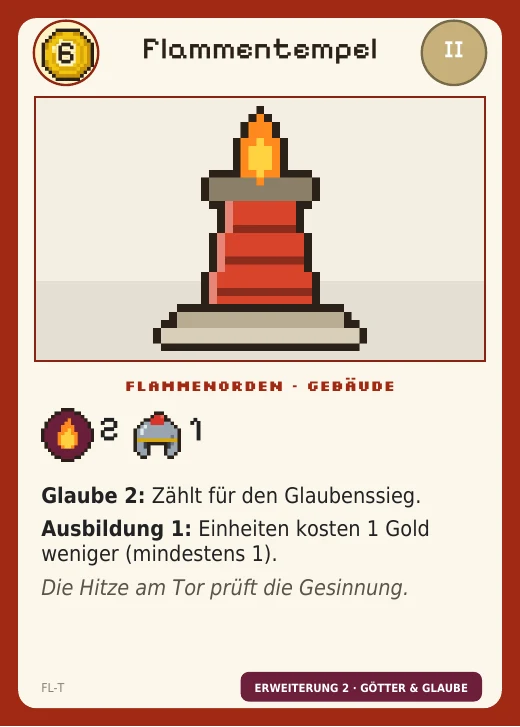 6
Flammentempel
II
FLAMMENORDEN · GEBÄUDE
2 1
Glaube 2: Zählt für den Glaubenssieg.
Ausbildung 1: Einheiten kosten 1 Gold
weniger (mindestens 1).
Die Hitze am Tor prüft die Gesinnung.
FL-T
ERWEITERUNG 2 · GÖTTER & GLAUBE